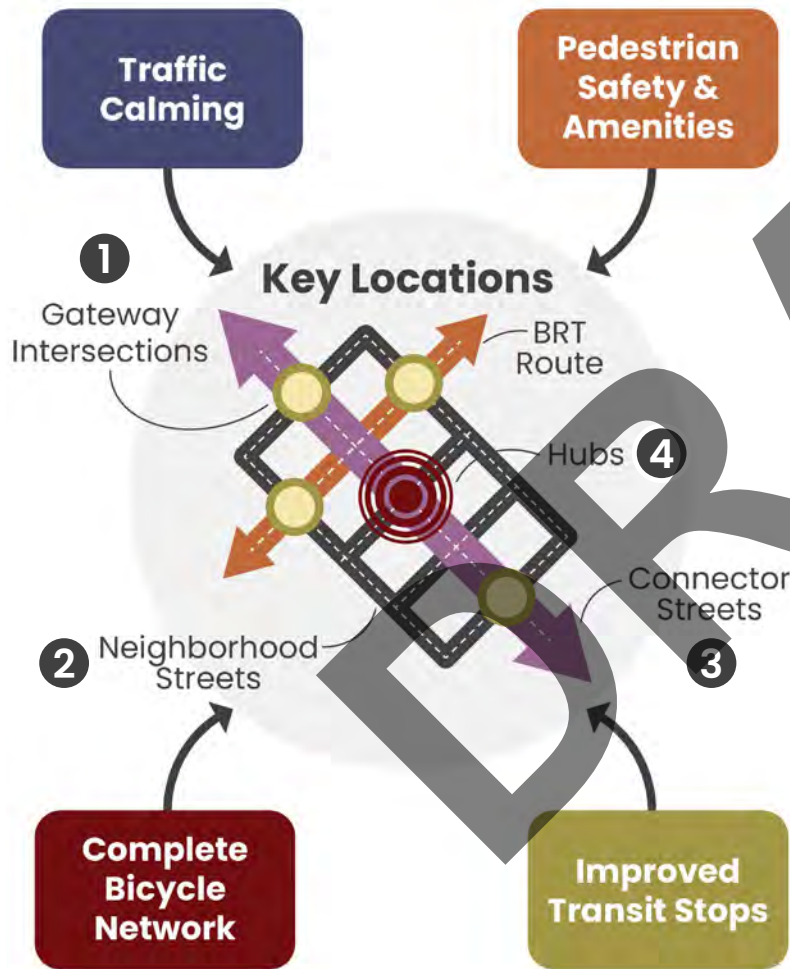 Traffic
Calming
Pedestrian
Safety &
Amenities
1
Key Locations
Gateway
Intersections
BRT
Route
Hubs 4
Connector
Streets
3
2 Neighborhood
Streets
Complete
Bicycle
Network
Improved
Transit Stops